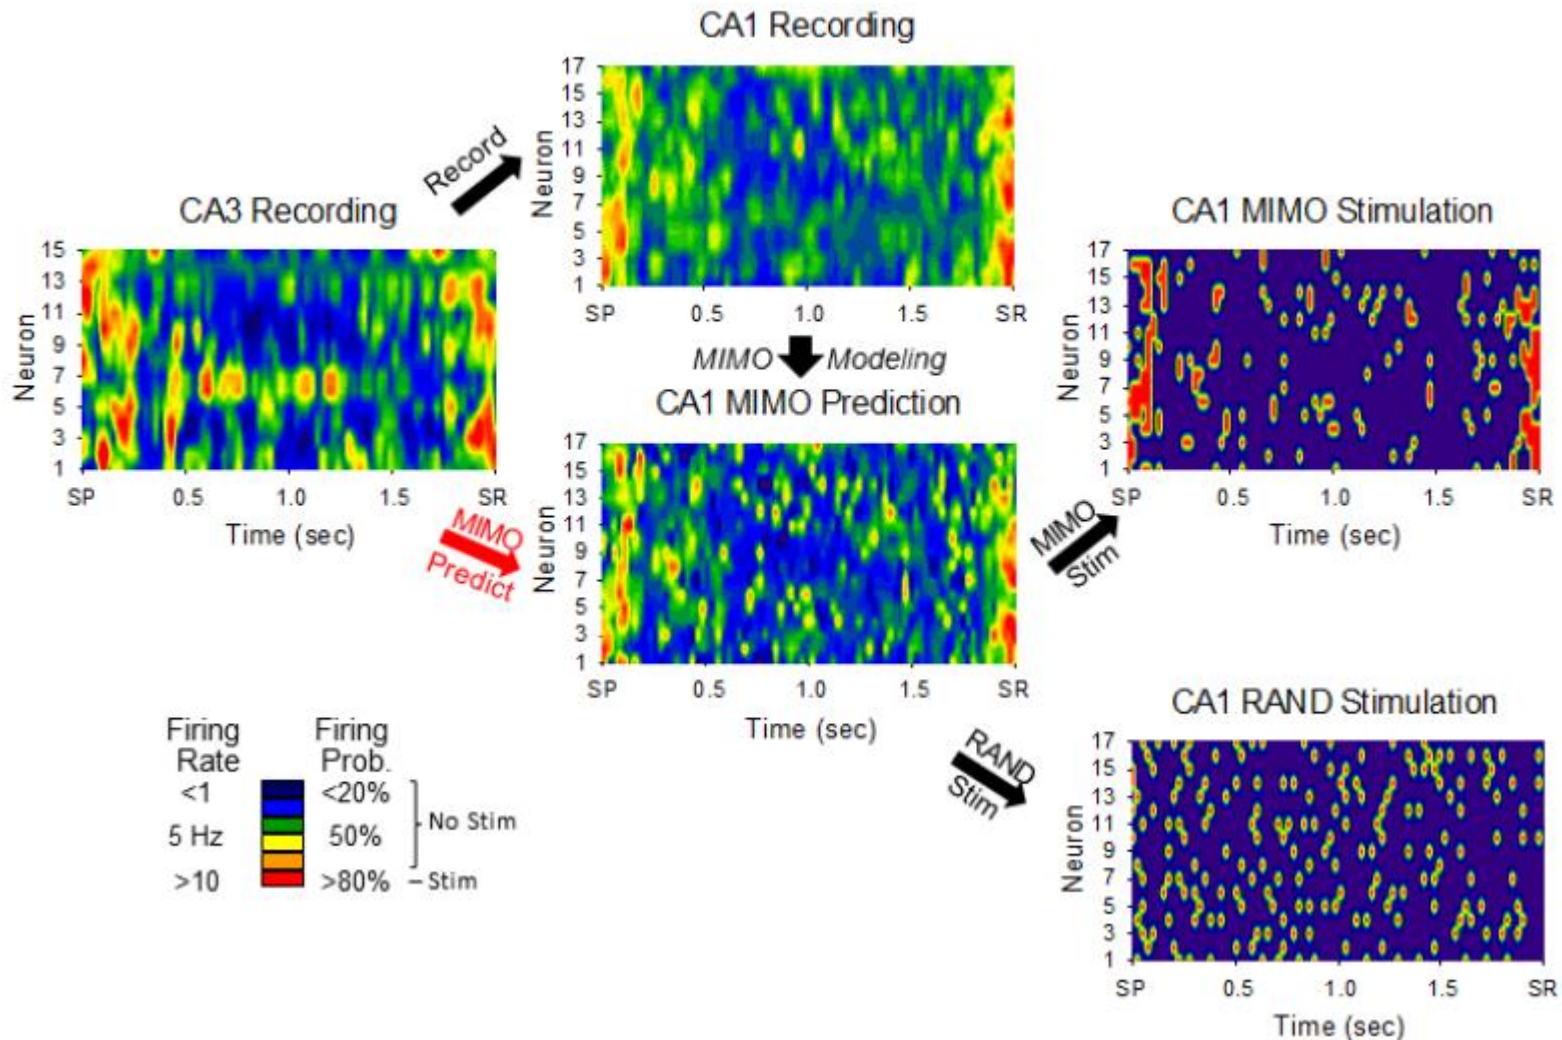 CA1 Recording
17
15
13
11
9
7
5
3
1
Neuron
SP 0.5 1.0 1.5 SR
Record
CA3 Recording
15
13
11
9
7
5
3
1
Neuron
SP 0.5 1.0 1.5 SR
Time (sec)
MIMO Modeling
MIMO
Predict
CA1 MIMO Prediction
17
15
13
11
9
7
5
3
1
Neuron
SP 0.5 1.0 1.5 SR
Time (sec)
MIMO
Stim
CA1 MIMO Stimulation
17
15
13
11
9
7
5
3
1
Neuron
SP 0.5 1.0 1.5 SR
Time (sec)
RAND
Stim
CA1 RAND Stimulation
17
15
13
11
9
7
5
3
1
Neuron
SP 0.5 1.0 1.5 SR
Time (sec)
Firing Firing
Rate Prob.
<1 <20%
No Stim
5 Hz 50%
>10 >80% – Stim